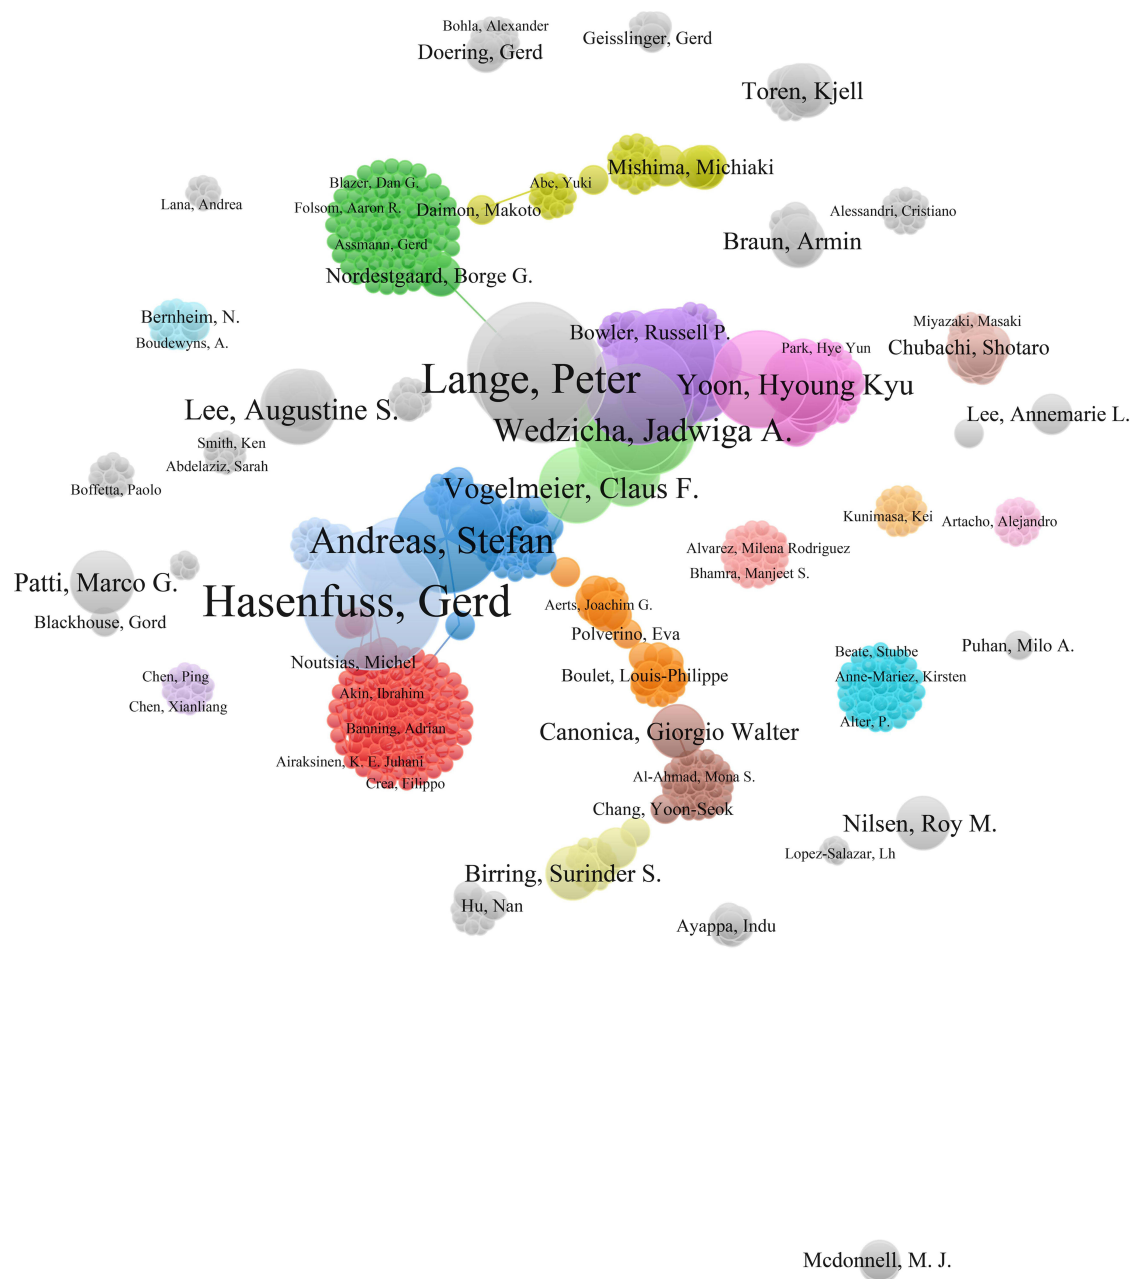 Bohla, Alexander
Doering, Gerd
Geisslinger, Gerd
Toren, Kjell
Mishima, Michiaki
Blazer, Dan G.
Abe, Yuki
Lana, Andrea
Folsom, Aaron R.
Daimon, Makoto
Alessandri, Cristiano
Assmann, Gerd
Braun, Armin
Nordestgaard, Borge G.
Bernheim, N.
Boudewyns, A.
Bowler, Russell P.
Miyazaki, Masaki
Park, Hye Yun
Chubachi, Shotaro
Lange, Peter
Yoon, Hyoung Kyu
Lee, Augustine S.
Lee, Annemarie L.
Wedzicha, Jadwiga A.
Smith, Ken
Abdelaziz, Sarah
Boffetta, Paolo
Vogelmeier, Claus F.
Kunimasa, Kei
Artacho, Alejandro
Andreas, Stefan
Alvarez, Milena Rodriguez
Bhamra, Manjeet S.
Patti, Marco G.
Hasenfuss, Gerd
Aerts, Joachim G.
Blackhouse, Gord
Polverino, Eva
Puhan, Milo A.
Beate, Stubbe
Noutsias, Michel
Chen, Ping
Boulet, Louis-Philippe
Anne-Mariez, Kirsten
Akin, Ibrahim
Chen, Xianliang
Alter, P.
Banning, Adrian
Canonica, Giorgio Walter
Airaksinen, K. E. Juhani
Al-Ahmad, Mona S.
Crea, Filippo
Chang, Yoon-Seok
Nilsen, Roy M.
Lopez-Salazar, Lh
Birring, Surinder S.
Hu, Nan
Ayappa, Indu
Mcdonnell, M. J.